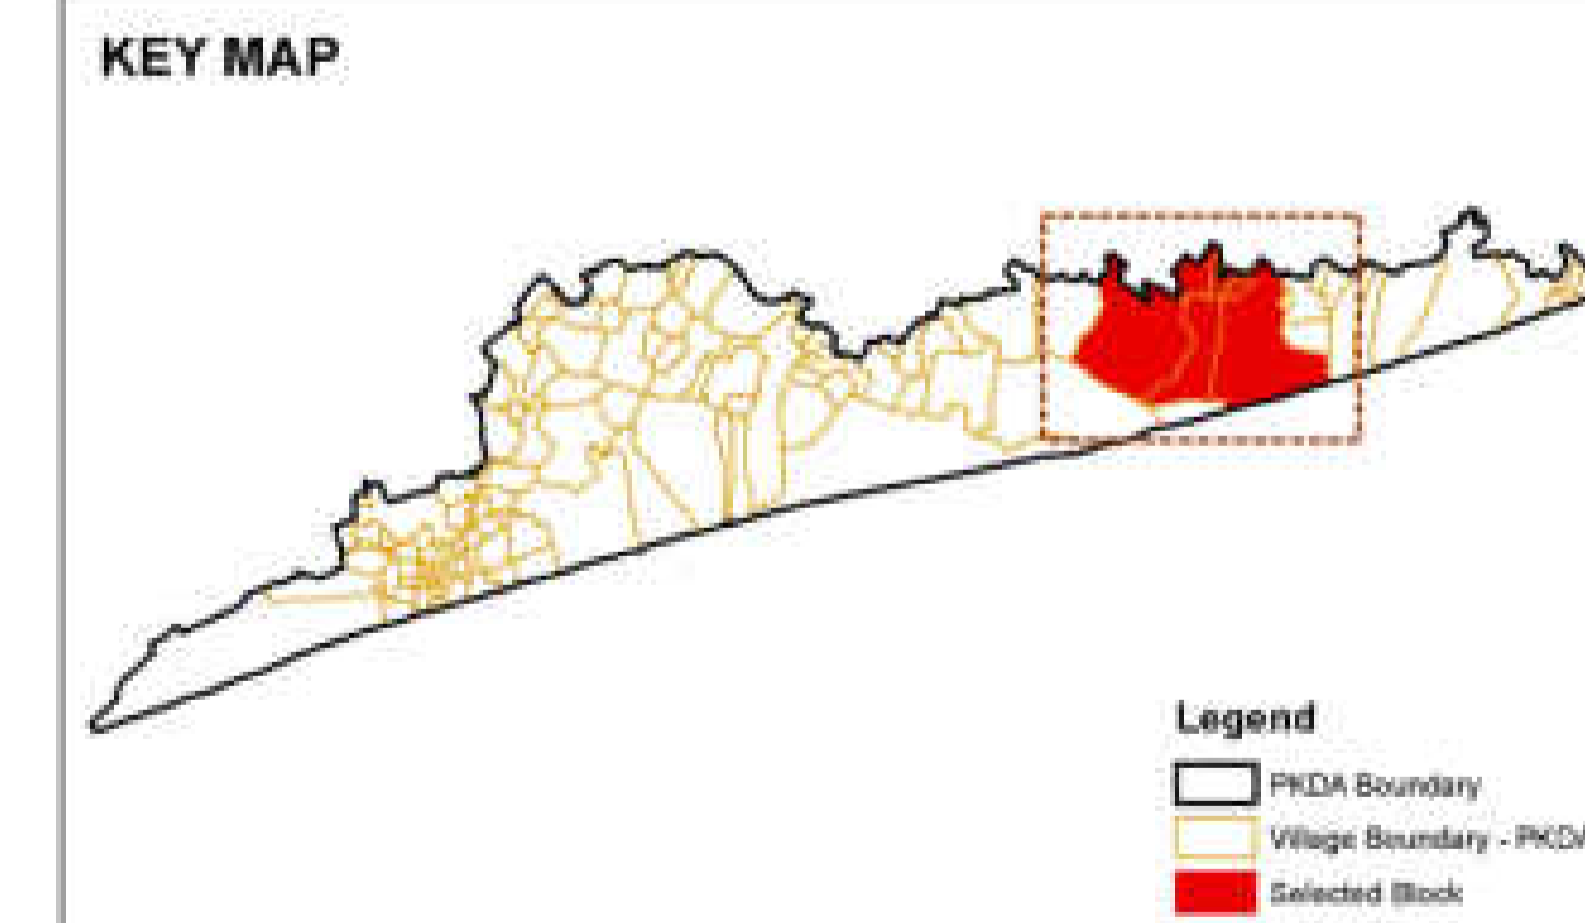 KEY MAP
Legend
PKDA Boundary
Village Boundary - PKDA
Selected Block